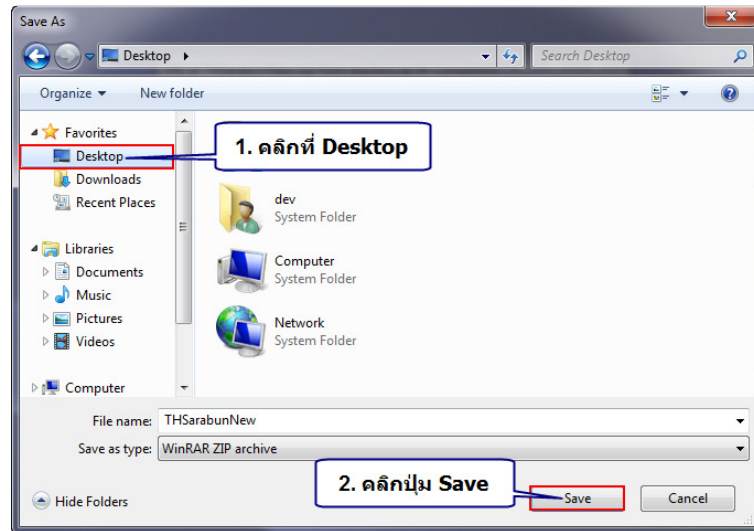 Save As
Desktop
Search Desktop
Organize
New folder
Favorites
Desktop
1. คลิกที่ Desktop
Downloads
Recent Places
dev
System Folder
Libraries
Documents
Computer
System Folder
Music
Pictures
Network
Videos
System Folder
Computer
File name: THSarabunNew
Save as type: WinRAR ZIP archive
2. คลิกปุ่ม Save
Hide Folders
Save
Cancel